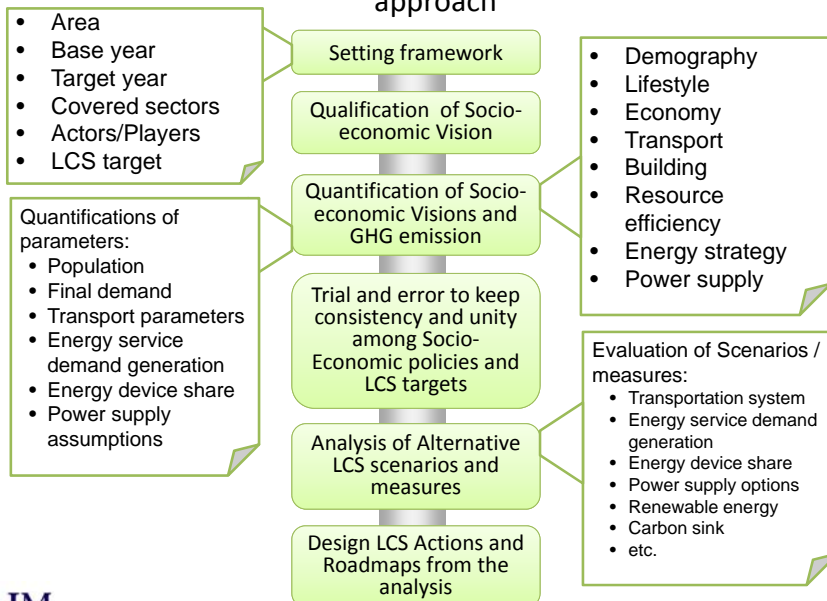 approach
• Area
• Base year
• Target year
• Covered sectors
• Actors/Players
• LCS target
Setting framework
Qualification of Socio-
economic Vision
• Demography
• Lifestyle
• Economy
• Transport
• Building
• Resource
efficiency
• Energy strategy
• Power supply
Quantification of Socio-
economic Visions and
GHG emission
Quantifications of
parameters:
• Population
• Final demand
• Transport parameters
• Energy service
demand generation
• Energy device share
• Power supply
assumptions
Trial and error to keep
consistency and unity
among Socio-
Economic policies and
LCS targets
Analysis of Alternative
LCS scenarios and
measures
Evaluation of Scenarios /
measures:
• Transportation system
• Energy service demand
generation
• Energy device share
• Power supply options
• Renewable energy
• Carbon sink
• etc.
Design LCS Actions and
Roadmaps from the
analysis